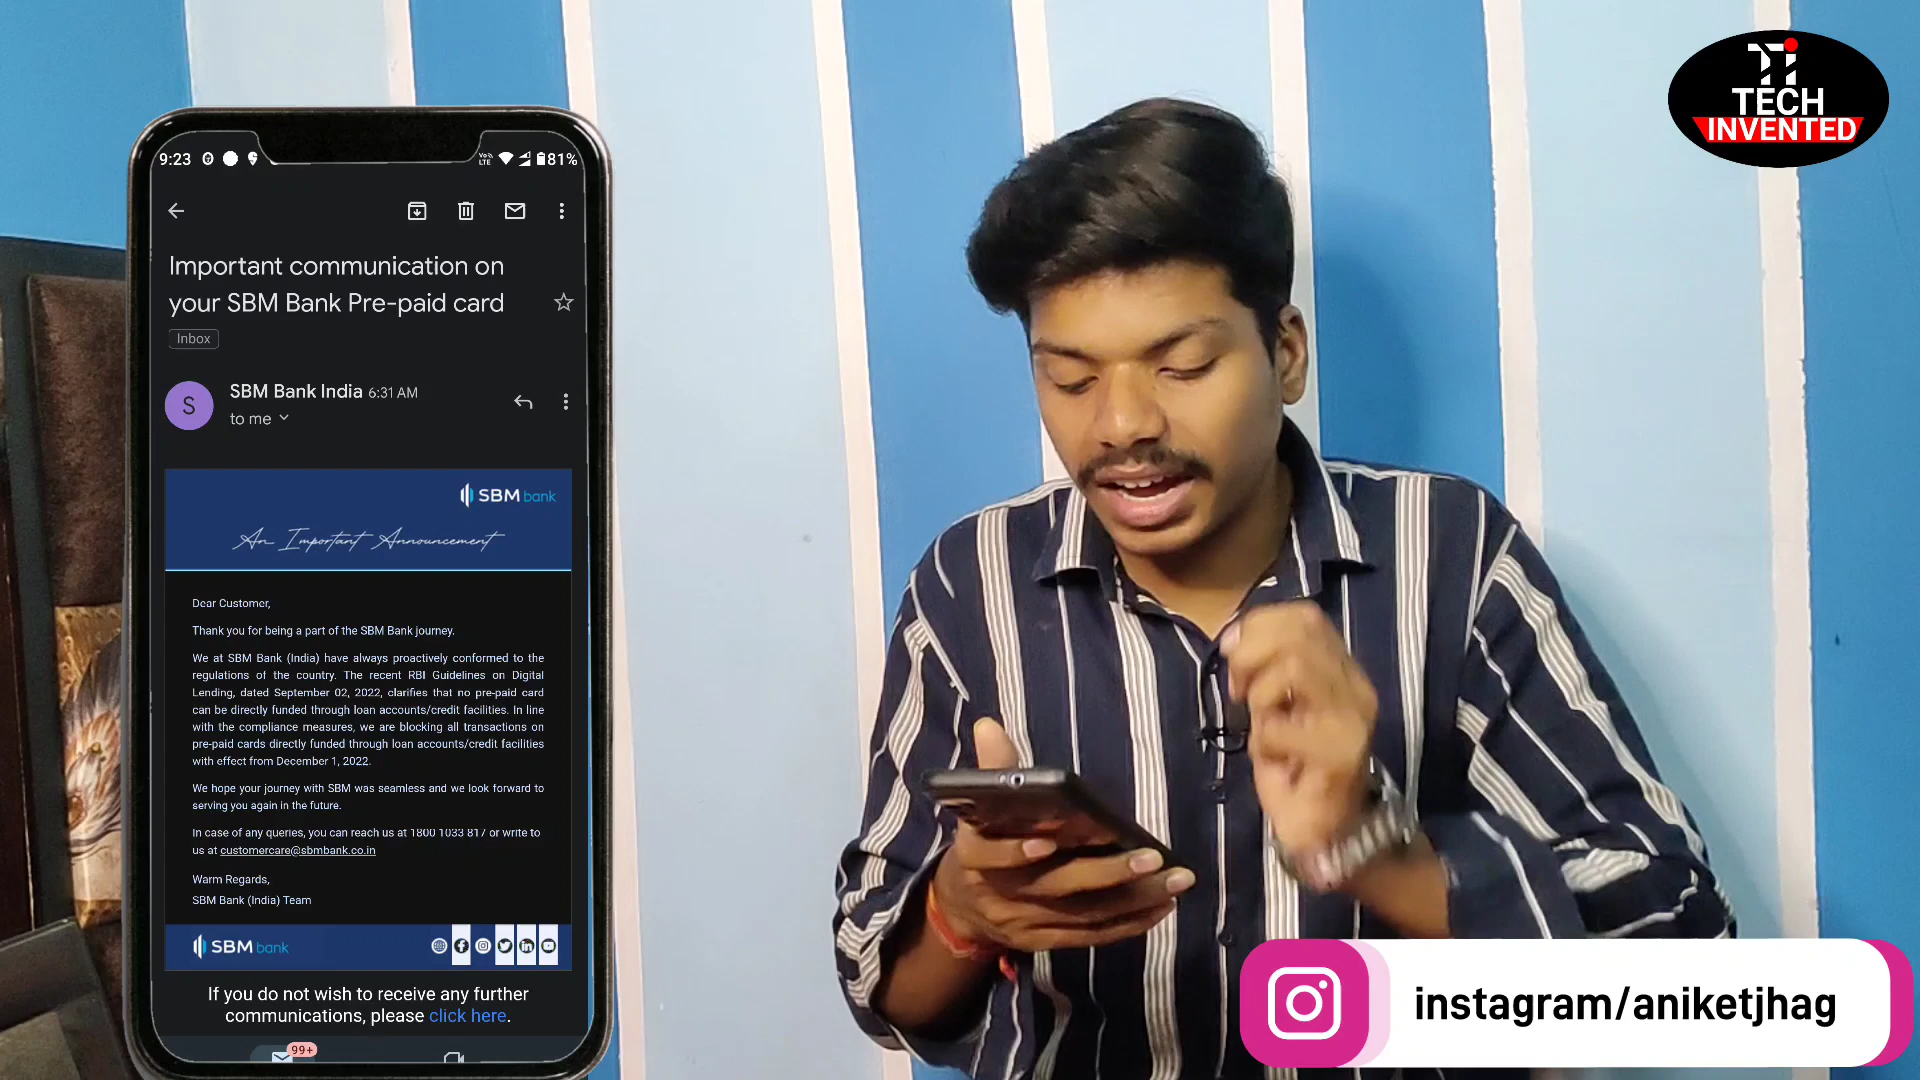 9:23
Vo))
LTE
81%
Important communication on
your SBM Bank Pre-paid card
Inbox
S
SBM Bank India 6:31 AM
to me
SBM bank
An Important Announcement
Dear Customer,
Thank you for being a part of the SBM Bank journey.
We at SBM Bank (India) have always proactively conformed to the
regulations of the country. The recent RBI Guidelines on Digital
Lending, dated September 02, 2022, clarifies that no pre-paid card
can be directly funded through loan accounts/credit facilities. In line
with the compliance measures, we are blocking all transactions on
pre-paid cards directly funded through loan accounts/credit facilities
with effect from December 1, 2022.
We hope your journey with SBM was seamless and we look forward to
serving you again in the future.
In case of any queries, you can reach us at 1800 1033 817 or write to
us at customercare@sbmbank.co.in
Warm Regards,
SBM Bank (India) Team
SBM bank
If you do not wish to receive any further
communications, please click here.
99+
Ti
TECH
INVENTED
instagram/aniketjhag